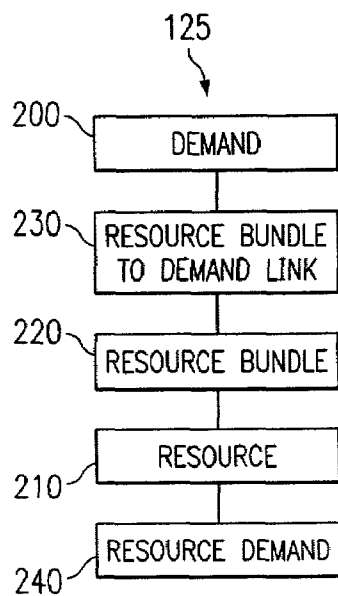 125
200
DEMAND
230
RESOURCE BUNDLE
TO DEMAND LINK
220
RESOURCE BUNDLE
RESOURCE
210
RESOURCE DEMAND
240